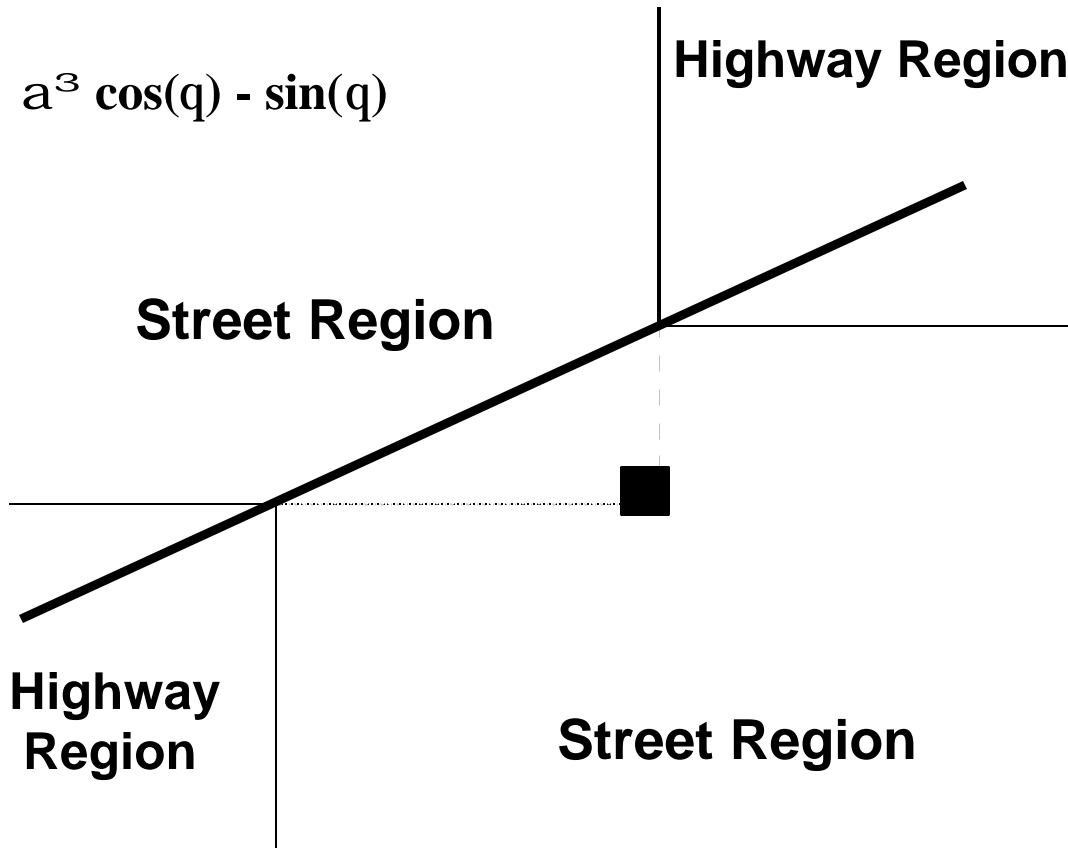 a³ cos(q) - sin(q)
Highway Region
Street Region
Highway
Region
Street Region